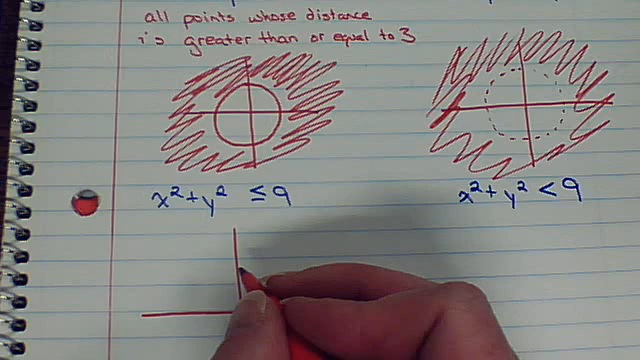 all points whose distance
is greater than or equal to 3
x² + y² ≤ 9
x² + y² < 9